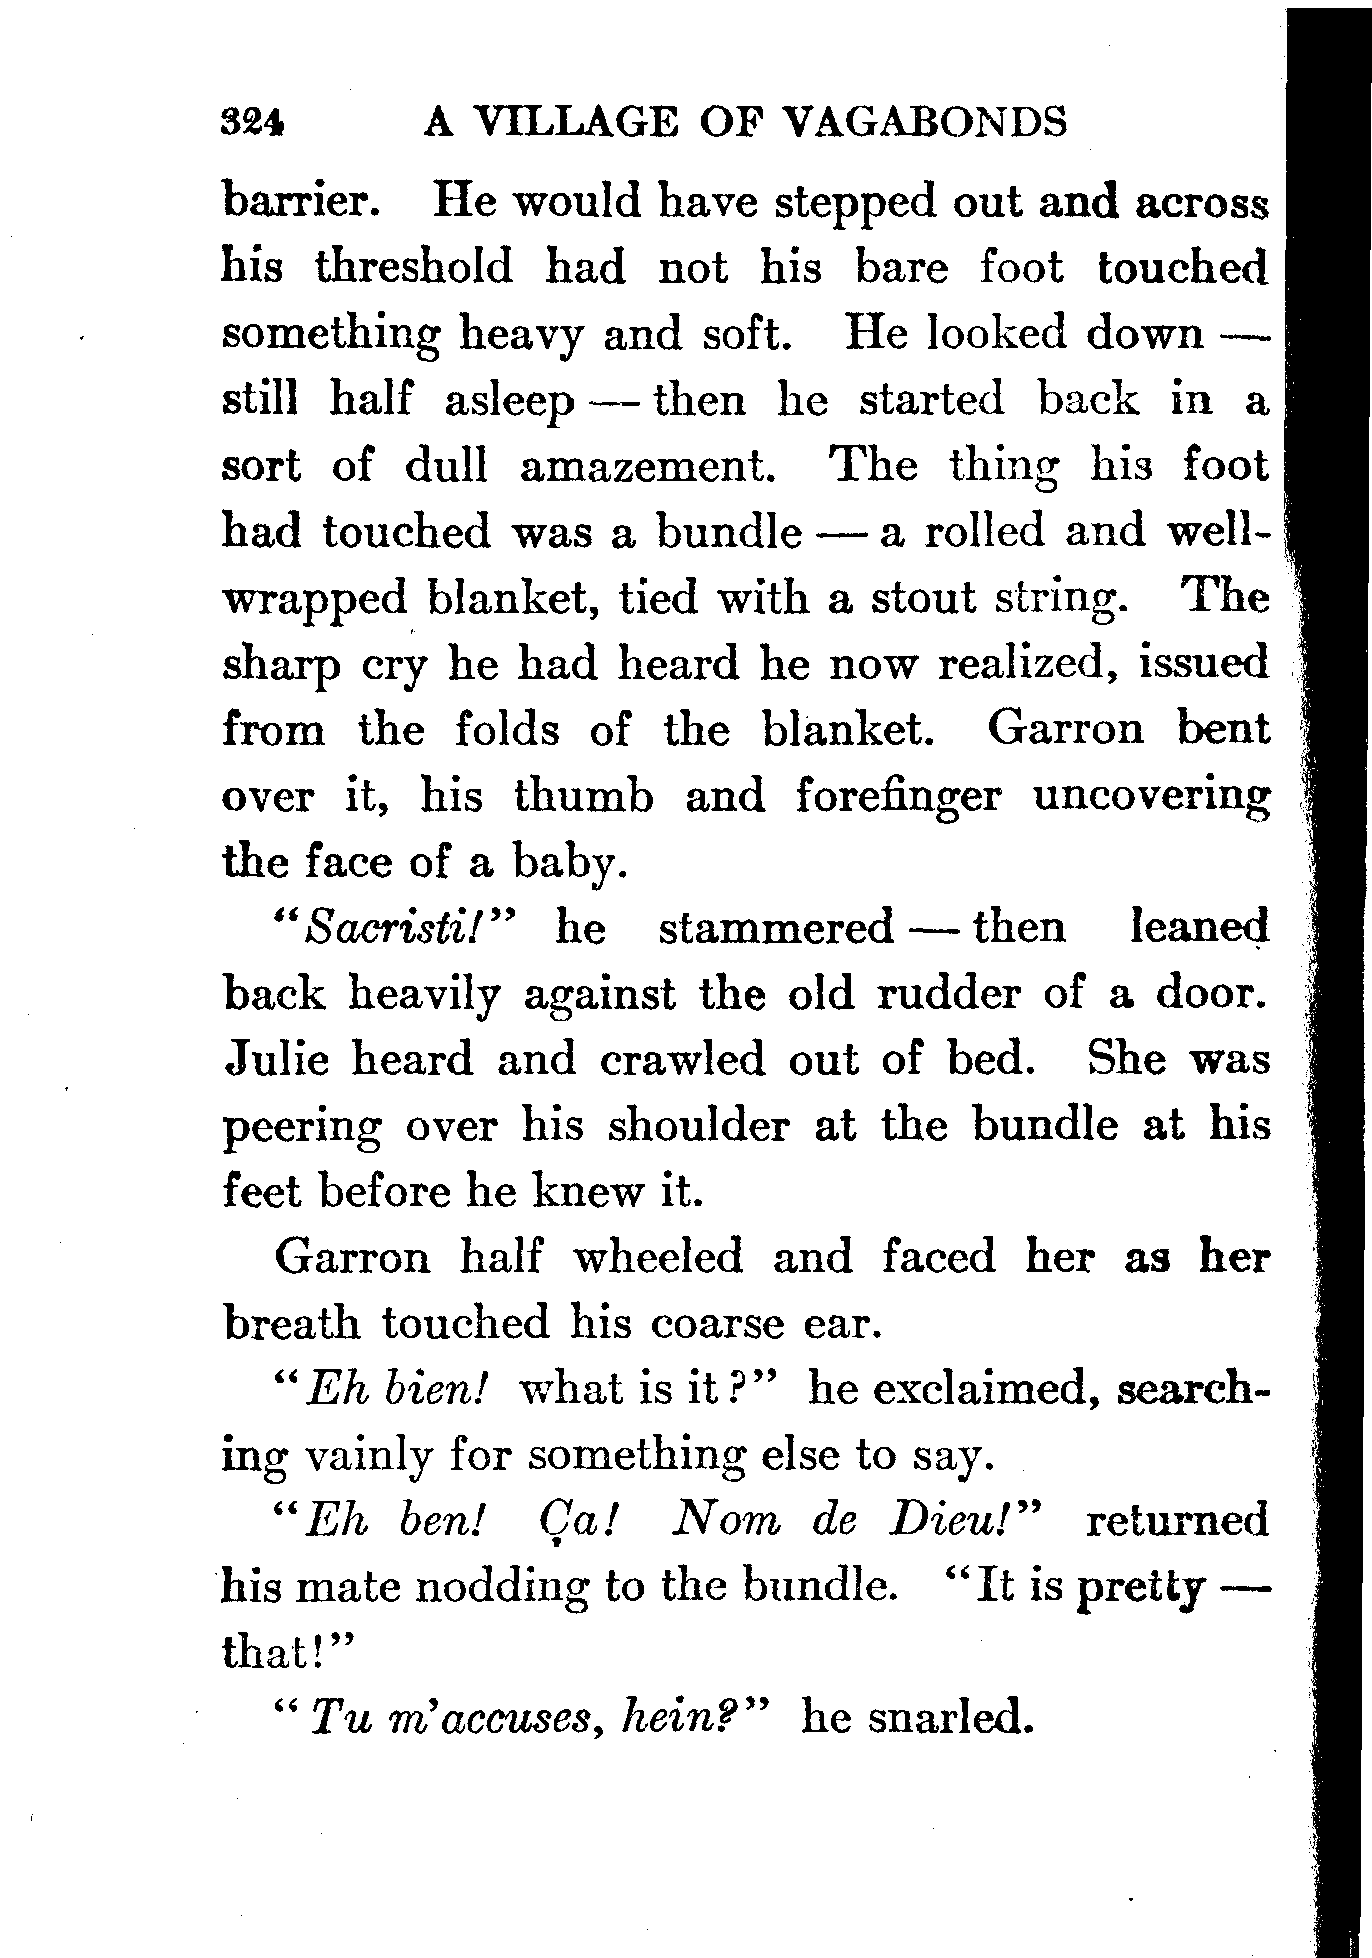 324 A VILLAGE OF VAGABONDS
barrier. He would have stepped out and across
his threshold had not his bare foot touched
something heavy and soft. He looked down —
still half asleep — then he started back in a
sort of dull amazement. The thing his foot
had touched was a bundle — a rolled and well-
wrapped blanket, tied with a stout string. The
sharp cry he had heard he now realized, issued
from the folds of the blanket. Garron bent
over it, his thumb and forefinger uncovering
the face of a baby.
"Sacristi!" he stammered — then leaned
back heavily against the old rudder of a door.
Julie heard and crawled out of bed. She was
peering over his shoulder at the bundle at his
feet before he knew it.
Garron half wheeled and faced her as her
breath touched his coarse ear.
"Eh bien! what is it?" he exclaimed, search-
ing vainly for something else to say.
"Eh ben! Ça! Nom de Dieu!" returned
his mate nodding to the bundle. "It is pretty —
that!"
"Tu m'accuses, hein?" he snarled.